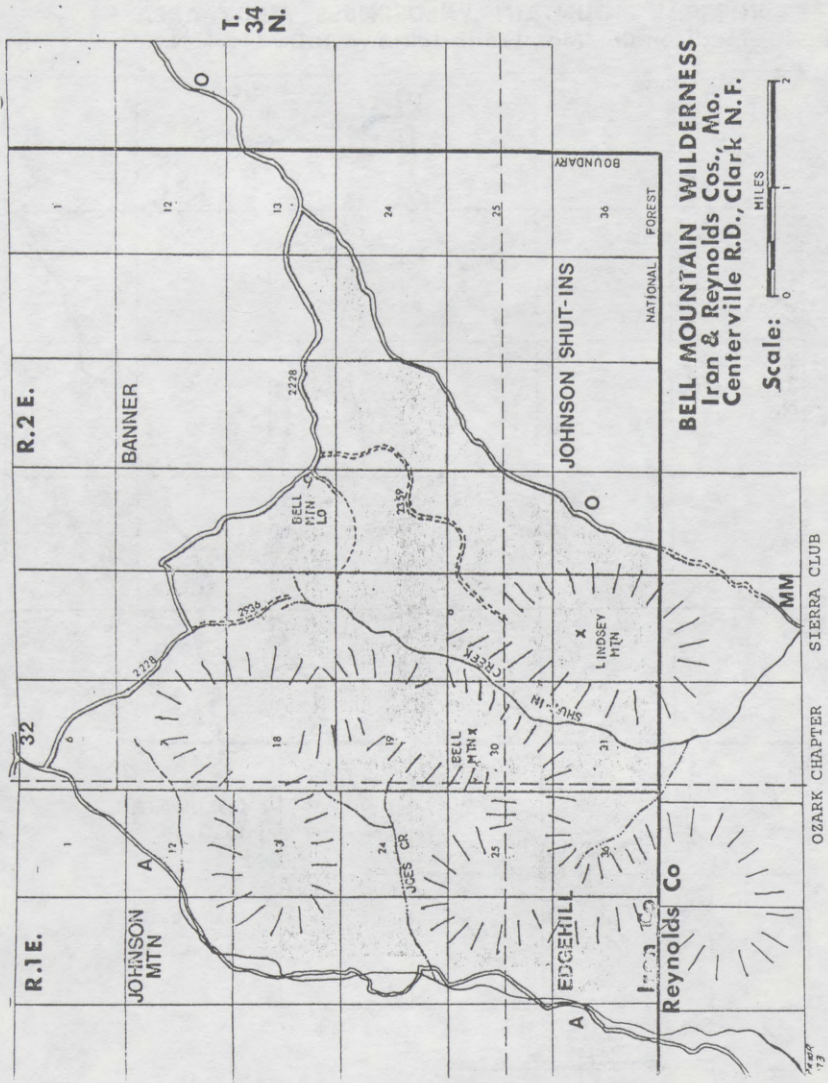 T.
34
N.
R.2 E.
R.1 E.
32
BANNER
JOHNSON
MTN
JOHNSON SHUT-INS
EDGEHILL
1
12
13
24
25
36
NATIONAL FOREST BOUNDARY
O
O
2228
2228
2936
2359
BELL
MTN
LO
6
7
18
19
30
31
BELL
MTN X
SHUT-IN CREEK
X
LINDSEY
MTN
MM
1
12
13
24
25
36
JOES CR
A
A
Iron Co
Reynolds Co
BELL MOUNTAIN WILDERNESS
Iron & Reynolds Cos., Mo.
Centerville R.D., Clark N.F.
Scale:
0 1 2
MILES
OZARK CHAPTER SIERRA CLUB
'73